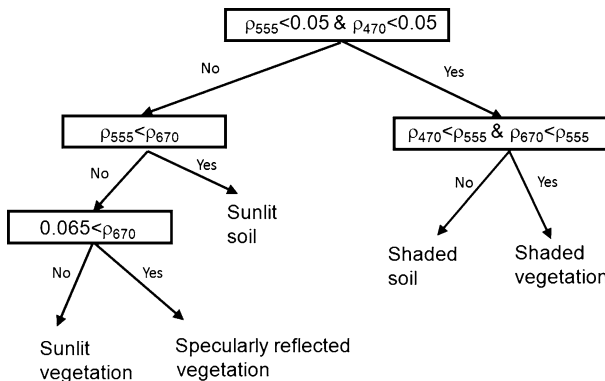 ρ555<0.05 & ρ470<0.05
No
Yes
ρ555<ρ670
ρ470<ρ555 & ρ670<ρ555
No
Yes
No
Yes
Sunlit
soil
0.065<ρ670
Shaded
soil
Shaded
vegetation
No
Yes
Sunlit
vegetation
Specularly reflected
vegetation